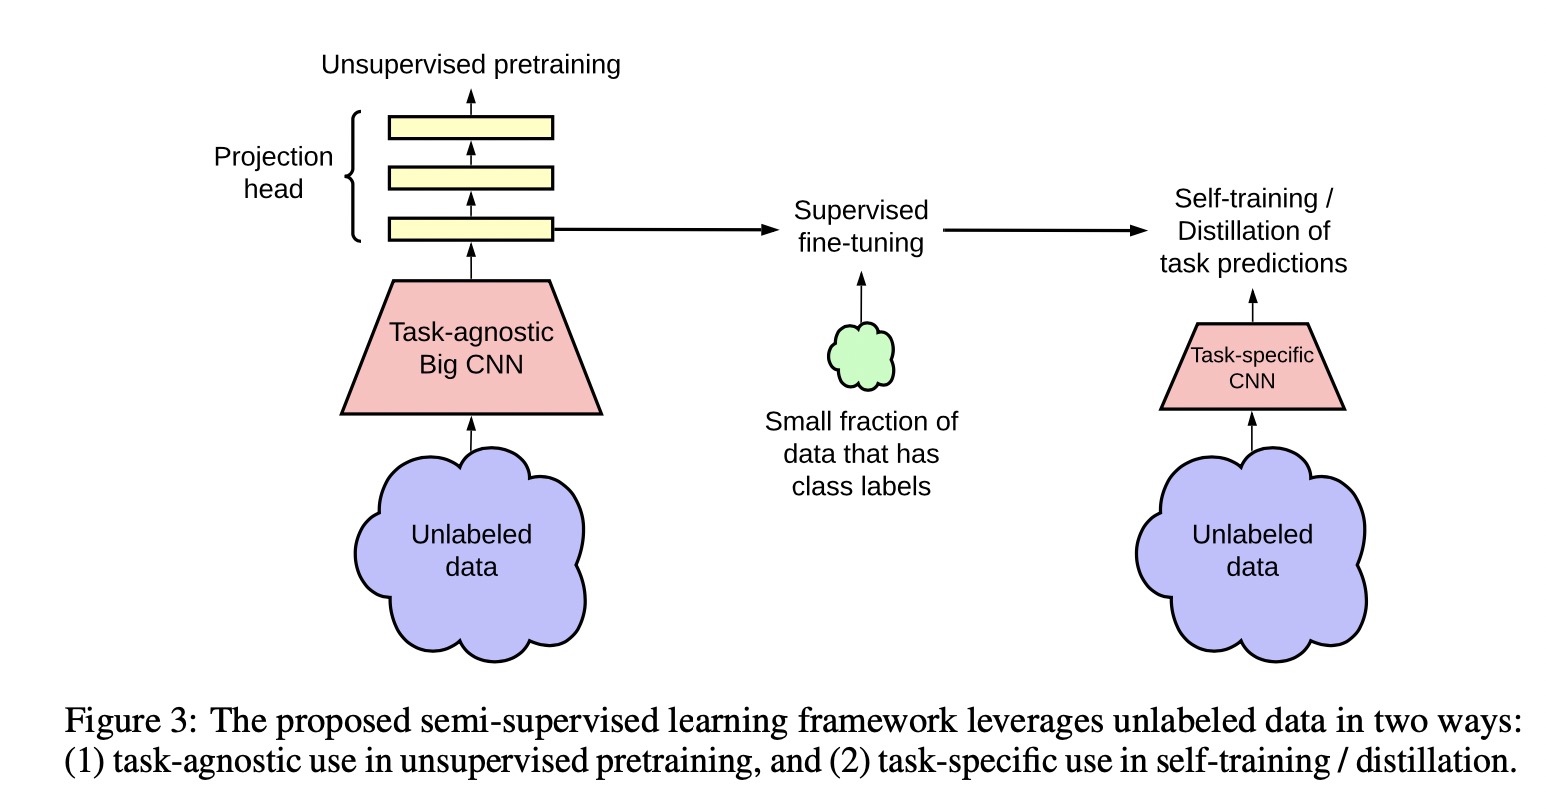 Unsupervised pretraining
Projection
head
Task-agnostic
Big CNN
Unlabeled
data
Supervised
fine-tuning
Small fraction of
data that has
class labels
Self-training /
Distillation of
task predictions
Task-specific
CNN
Unlabeled
data
Figure 3: The proposed semi-supervised learning framework leverages unlabeled data in two ways:
(1) task-agnostic use in unsupervised pretraining, and (2) task-specific use in self-training / distillation.